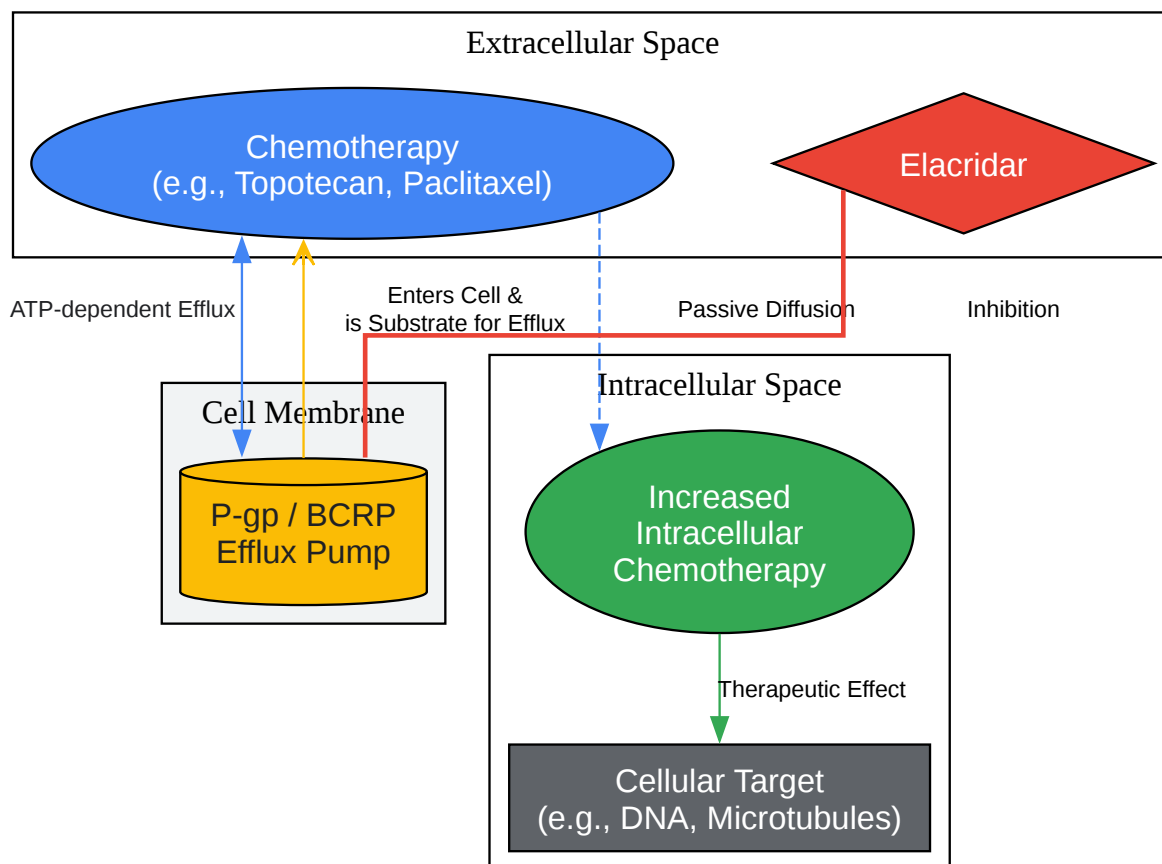 Extracellular Space
Chemotherapy
(e.g., Topotecan, Paclitaxel)
Elacridar
ATP-dependent Efflux
Enters Cell &
is Substrate for Efflux
Passive Diffusion
Inhibition
Cell Membrane
P-gp / BCRP
Efflux Pump
Intracellular Space
Increased
Intracellular
Chemotherapy
Therapeutic Effect
Cellular Target
(e.g., DNA, Microtubules)